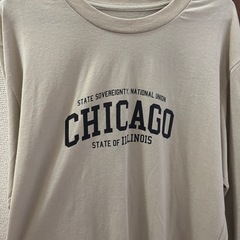 STATE SOVEREIGNTY, NATIONAL UNION
CHICAGO
STATE OF ILLINOIS